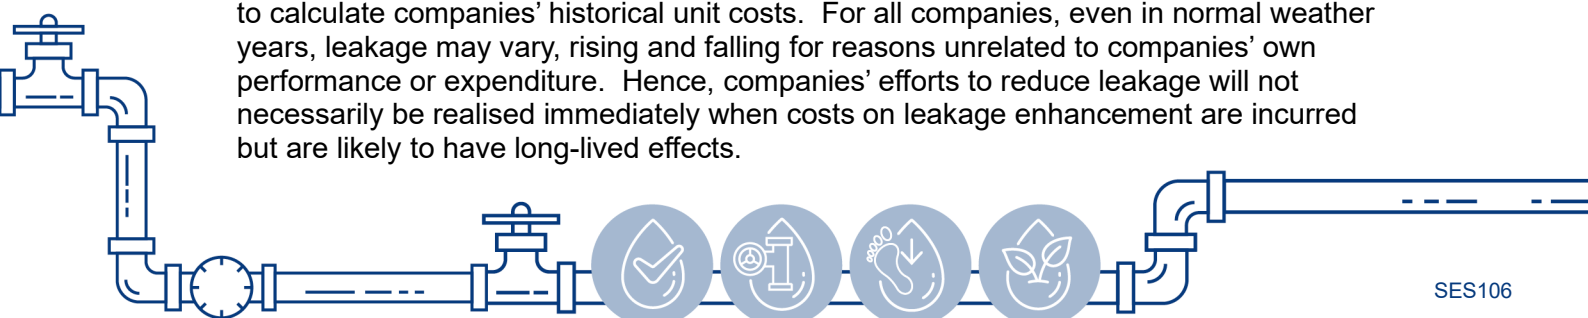 to calculate companies’ historical unit costs.  For all companies, even in normal weather
years, leakage may vary, rising and falling for reasons unrelated to companies’ own
performance or expenditure.  Hence, companies’ efforts to reduce leakage will not
necessarily be realised immediately when costs on leakage enhancement are incurred
but are likely to have long-lived effects.
SES106